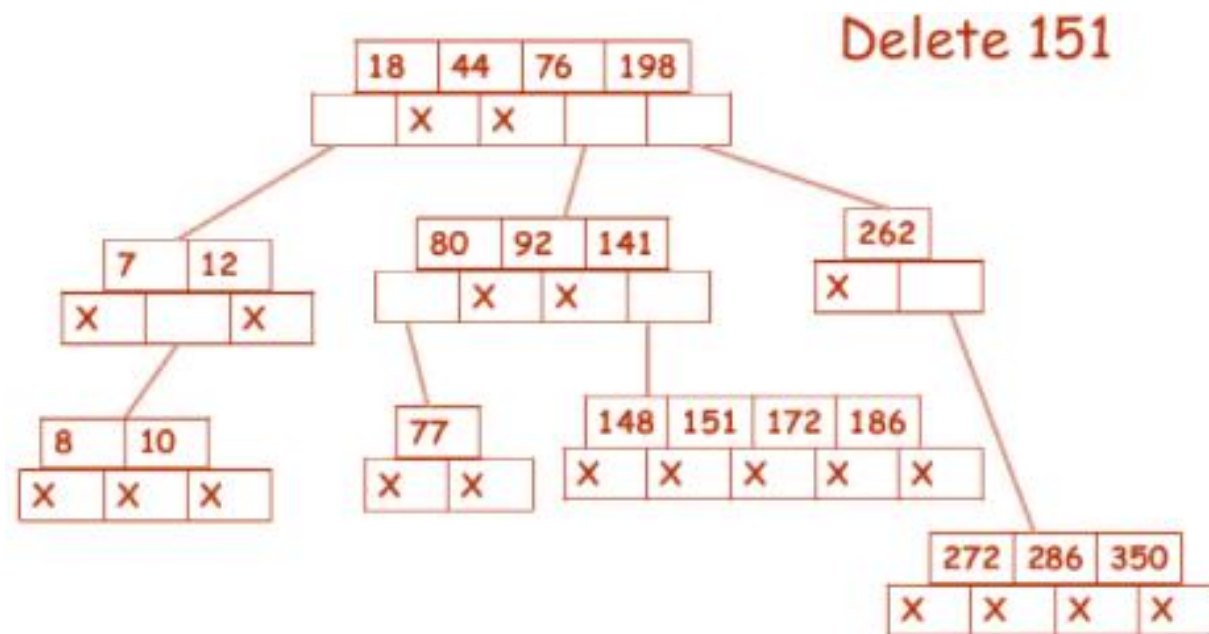 Delete 151
18 44 76 198
X X
7 12
X X
80 92 141
X X
262
X
8 10
X X X
77
X X
148 151 172 186
X X X X X
272 286 350
X X X X